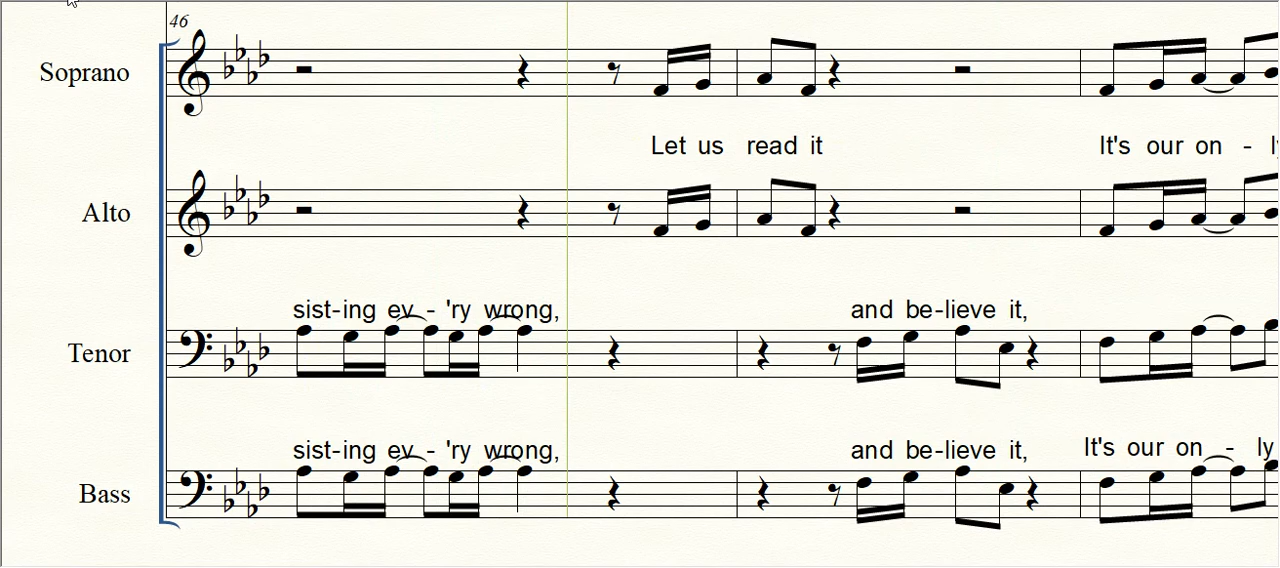 46
Soprano
Let us read it It's our on - l
Alto
sist-ing ev - 'ry wrong, and be-lieve it,
Tenor
sist-ing ev - 'ry wrong, and be-lieve it, It's our on - ly
Bass